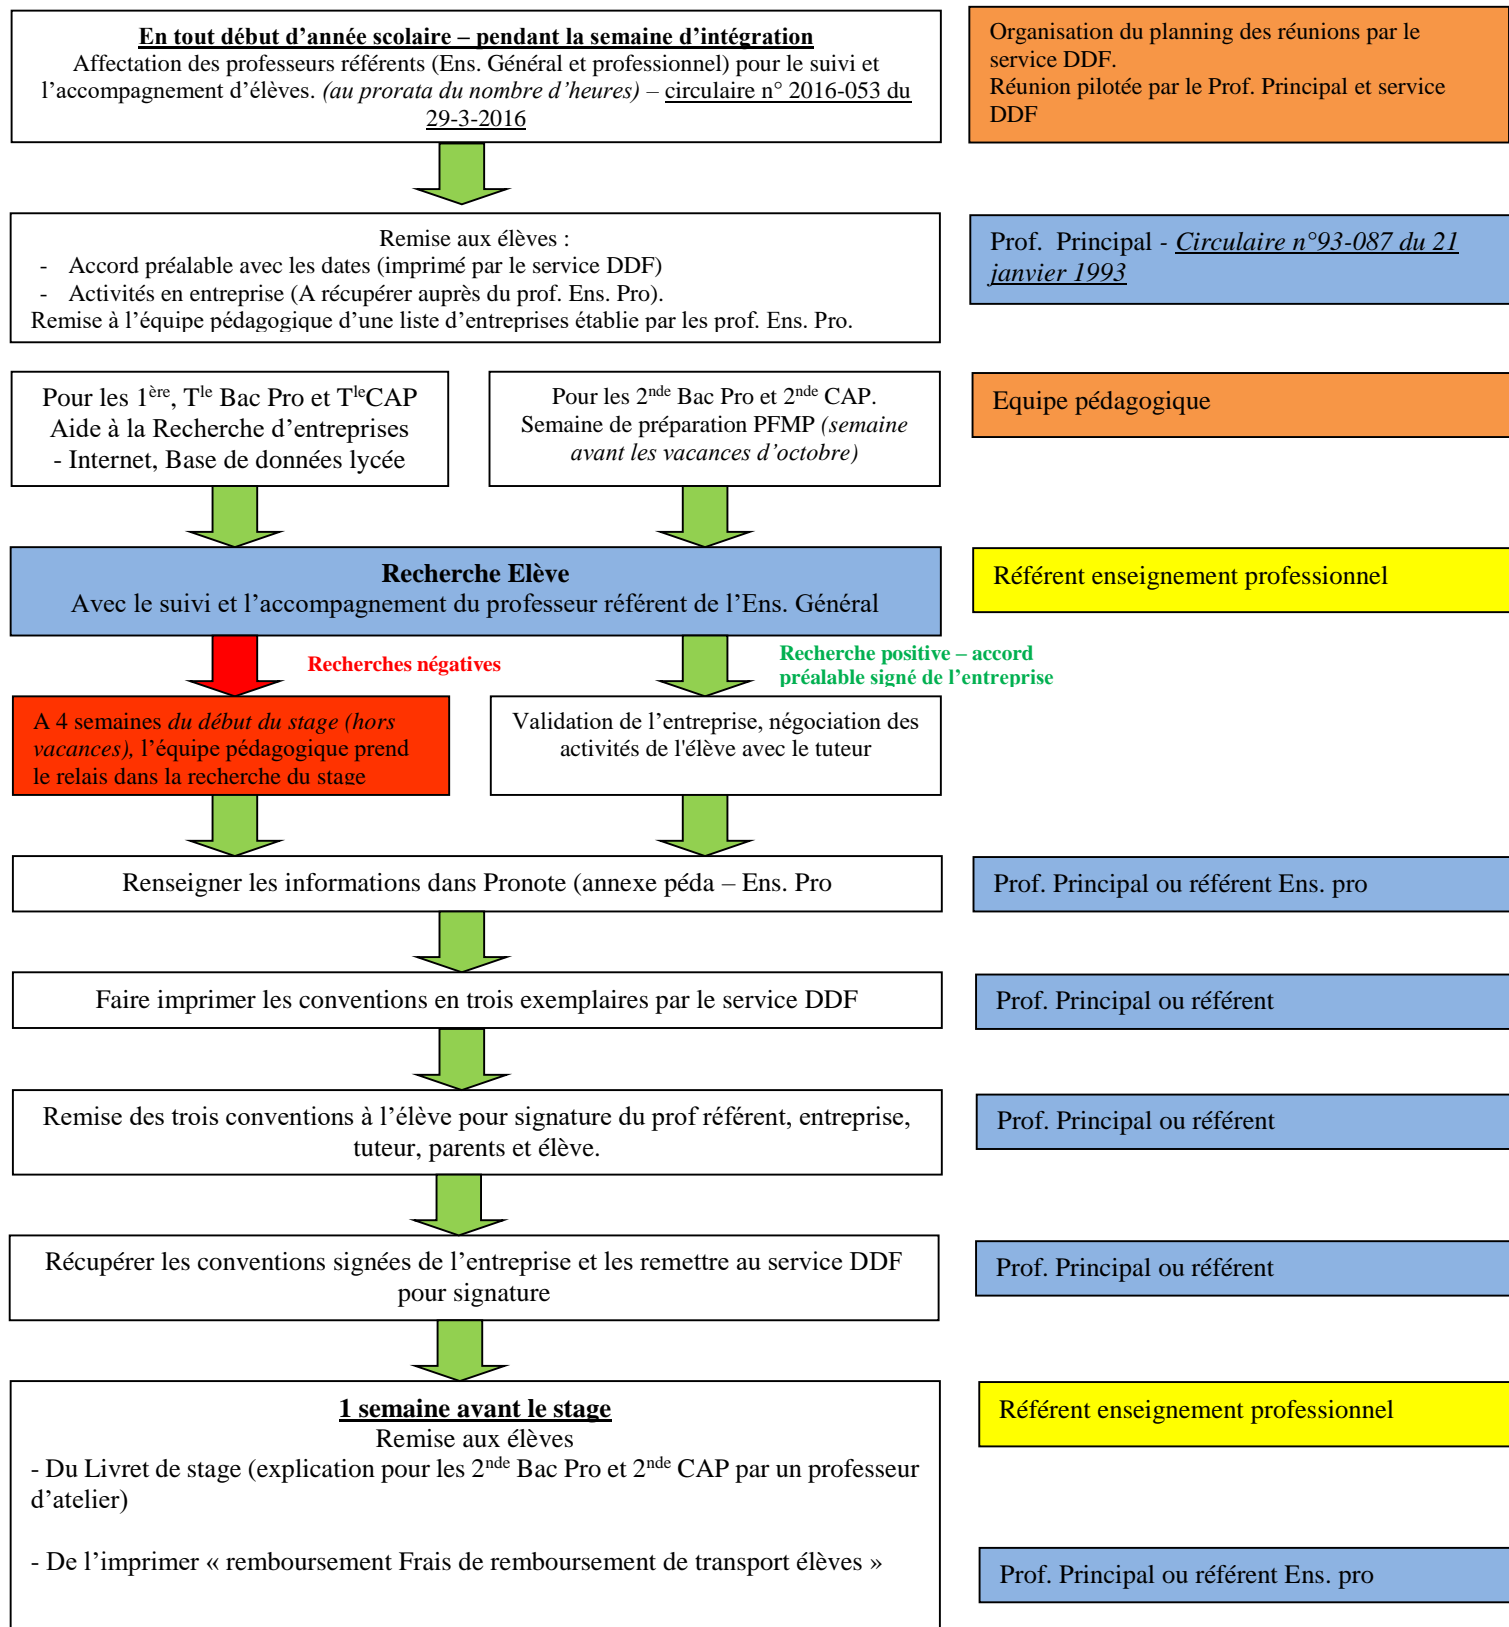 En tout début d’année scolaire – pendant la semaine d’intégration
Affectation des professeurs référents (Ens. Général et professionnel) pour le suivi et
l’accompagnement d’élèves. (au prorata du nombre d’heures) – circulaire n° 2016-053 du
29-3-2016
Organisation du planning des réunions par le
service DDF.
Réunion pilotée par le Prof. Principal et service
DDF
Remise aux élèves :
- Accord préalable avec les dates (imprimé par le service DDF)
- Activités en entreprise (A récupérer auprès du prof. Ens. Pro).
Remise à l’équipe pédagogique d’une liste d’entreprises établie par les prof. Ens. Pro.
Prof. Principal - Circulaire n°93-087 du 21
janvier 1993
Pour les 1ère, Tle Bac Pro et TleCAP
Aide à la Recherche d’entreprises
- Internet, Base de données lycée
Pour les 2nde Bac Pro et 2nde CAP.
Semaine de préparation PFMP (semaine
avant les vacances d’octobre)
Equipe pédagogique
Recherche Elève
Avec le suivi et l’accompagnement du professeur référent de l’Ens. Général
Référent enseignement professionnel
Recherches négatives
Recherche positive – accord
préalable signé de l’entreprise
A 4 semaines du début du stage (hors
vacances), l’équipe pédagogique prend
le relais dans la recherche du stage
Validation de l’entreprise, négociation des
activités de l'élève avec le tuteur
Renseigner les informations dans Pronote (annexe péda – Ens. Pro
Prof. Principal ou référent Ens. pro
Faire imprimer les conventions en trois exemplaires par le service DDF
Prof. Principal ou référent
Remise des trois conventions à l’élève pour signature du prof référent, entreprise,
tuteur, parents et élève.
Prof. Principal ou référent
Récupérer les conventions signées de l’entreprise et les remettre au service DDF
pour signature
Prof. Principal ou référent
1 semaine avant le stage
Remise aux élèves
- Du Livret de stage (explication pour les 2nde Bac Pro et 2nde CAP par un professeur
d’atelier)
- De l’imprimer « remboursement Frais de remboursement de transport élèves »
Référent enseignement professionnel
Prof. Principal ou référent Ens. pro